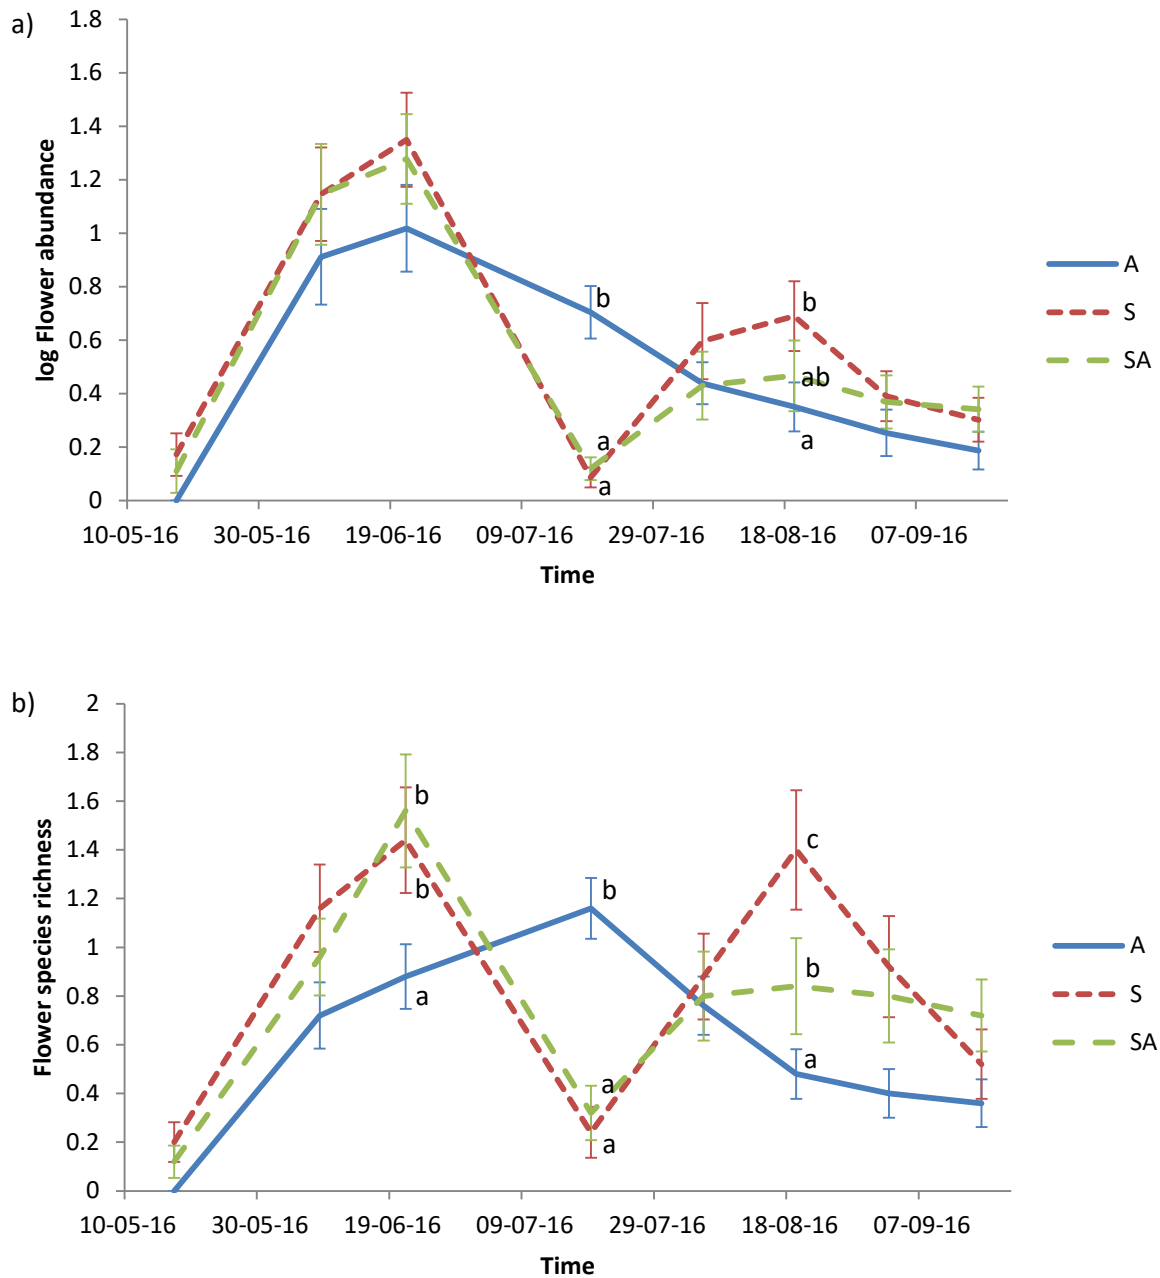 a)
log Flower abundance
1.8
1.6
1.4
1.2
1
0.8
0.6
0.4
0.2
0
b
b
ab
a
a
a
10-05-16 30-05-16 19-06-16 09-07-16 29-07-16 18-08-16 07-09-16
Time
A
S
SA
b)
Flower species richness
2
1.8
1.6
1.4
1.2
1
0.8
0.6
0.4
0.2
0
b
c
b
b
b
a
a
a
a
10-05-16 30-05-16 19-06-16 09-07-16 29-07-16 18-08-16 07-09-16
Time
A
S
SA